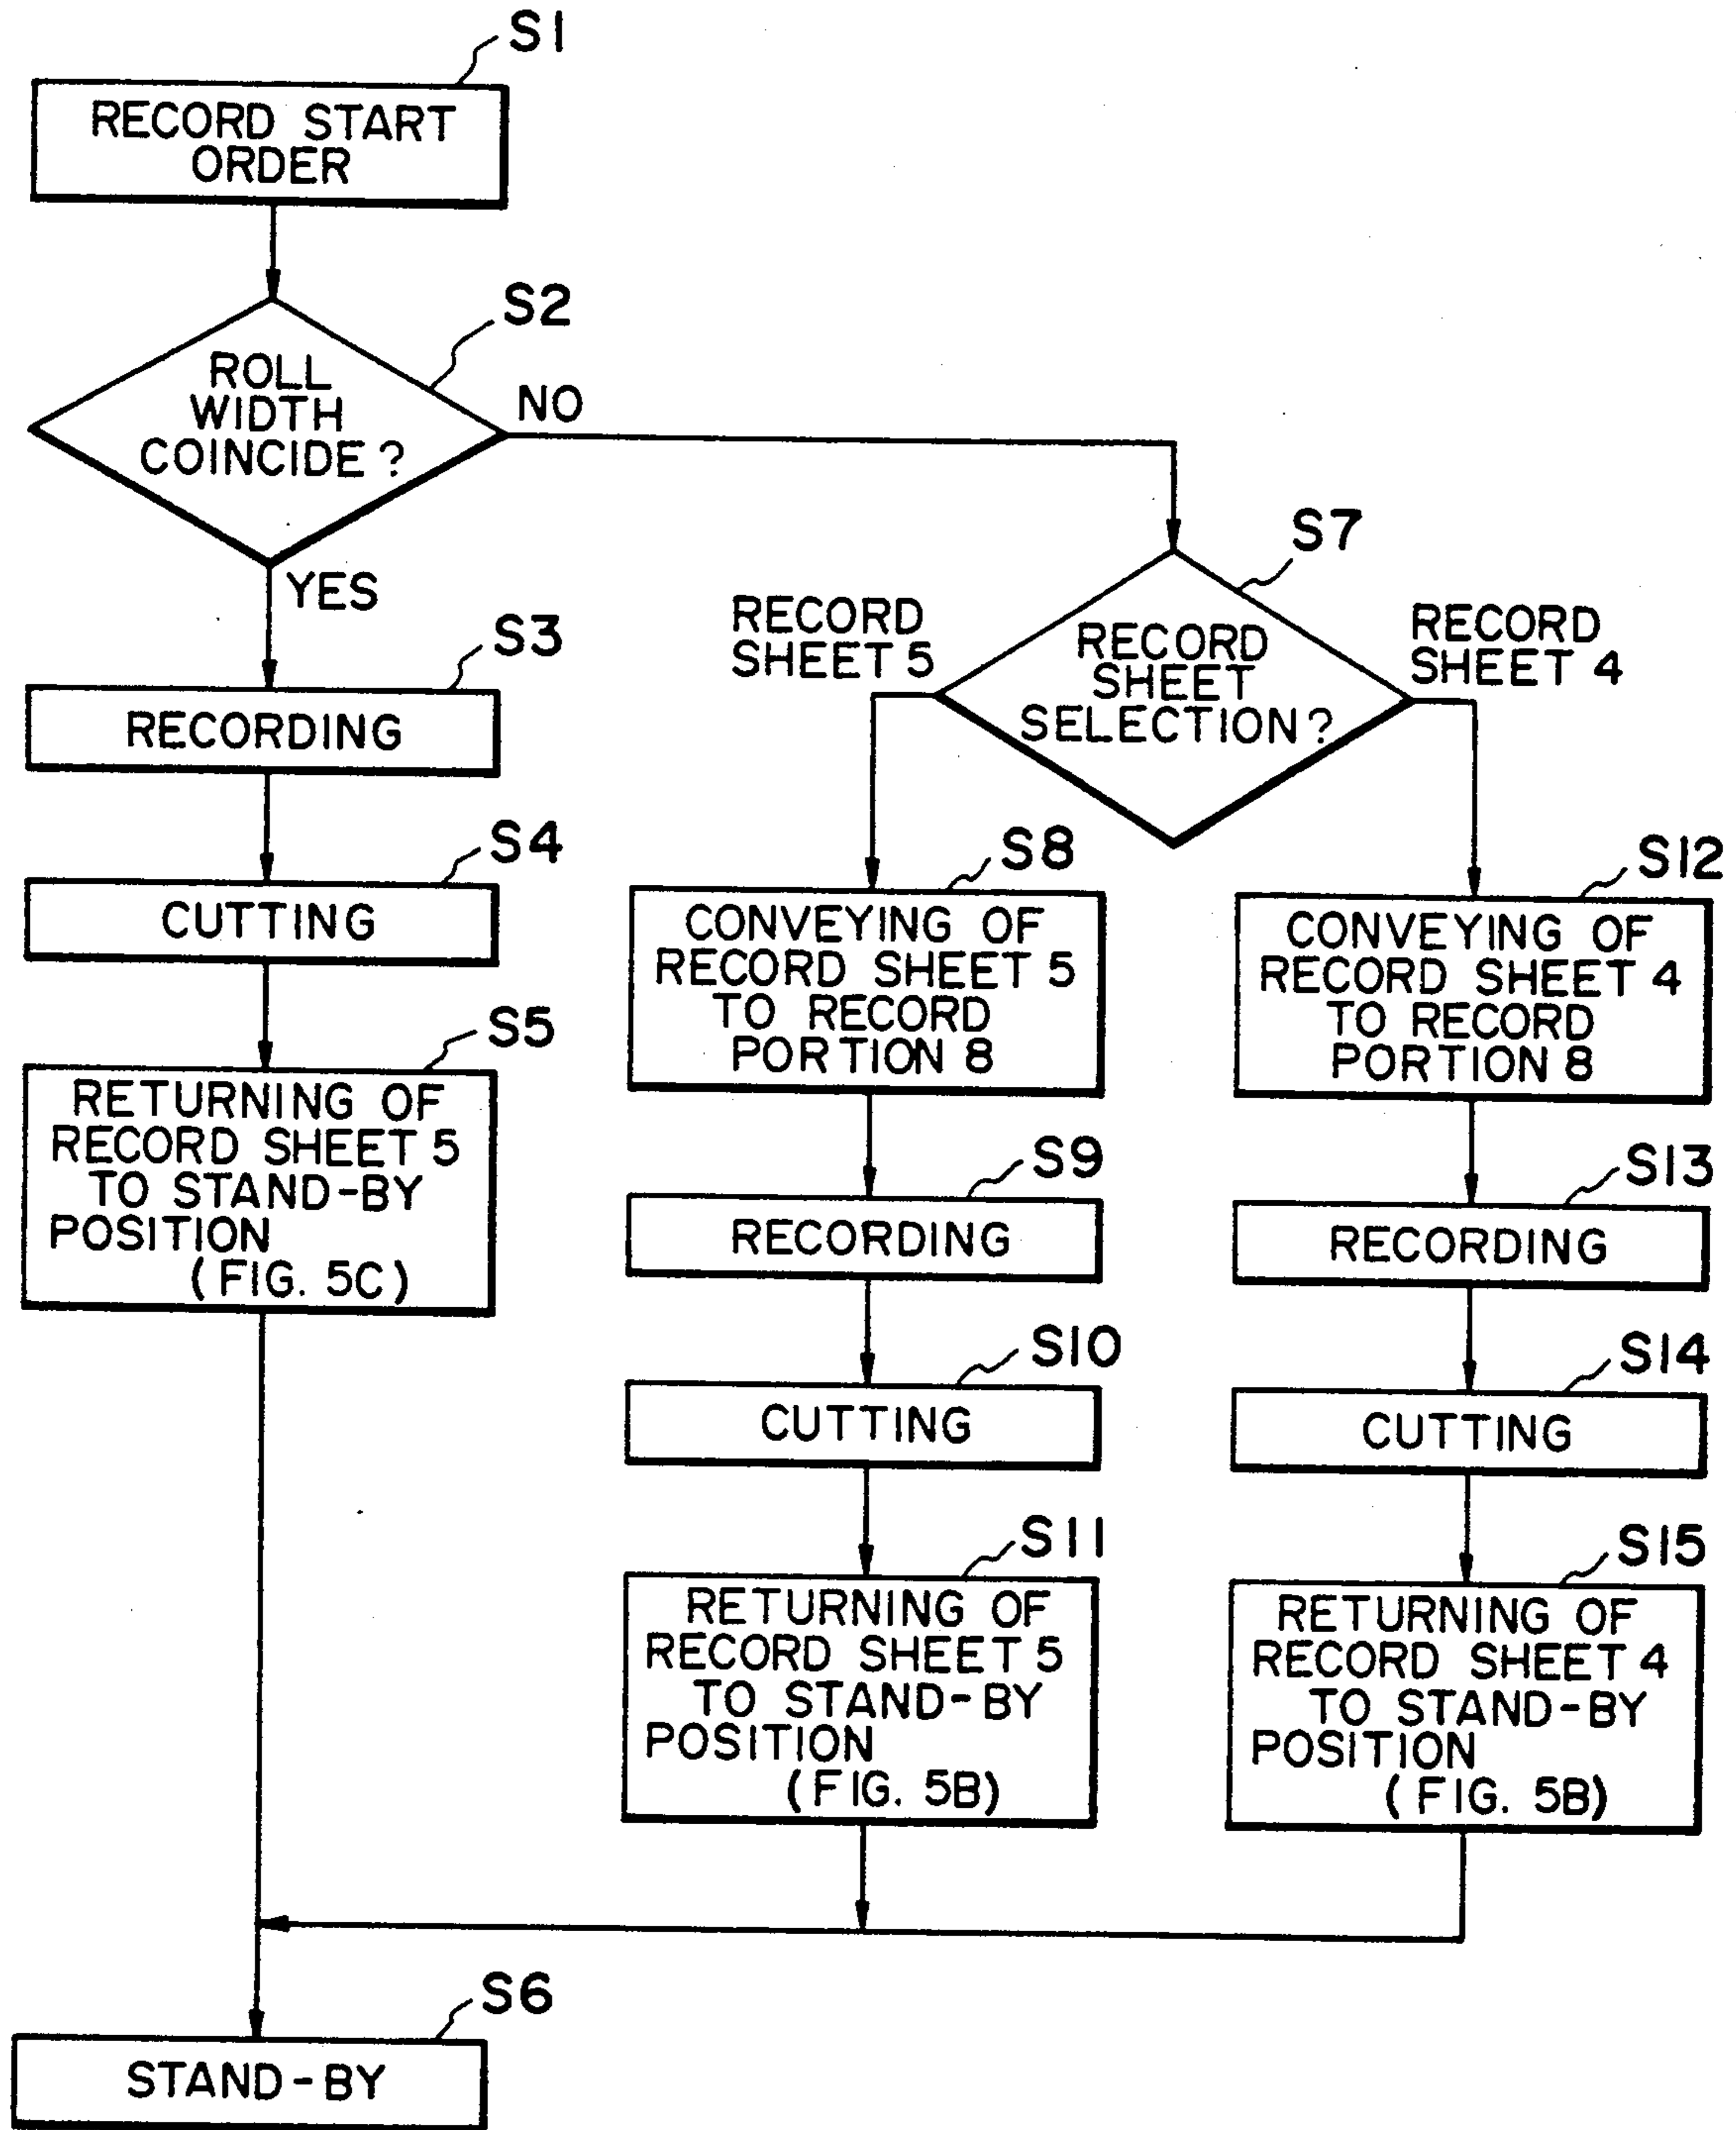 S1
RECORD START
ORDER
S2
ROLL
WIDTH
COINCIDE?
NO
YES
S3
RECORDING
S4
CUTTING
S5
RETURNING OF
RECORD SHEET 5
TO STAND-BY
POSITION
(FIG. 5C)
S7
RECORD
SHEET
SELECTION?
RECORD
SHEET 5
RECORD
SHEET 4
S8
CONVEYING OF
RECORD SHEET 5
TO RECORD
PORTION 8
S9
RECORDING
S10
CUTTING
S11
RETURNING OF
RECORD SHEET 5
TO STAND-BY
POSITION
(FIG. 5B)
S12
CONVEYING OF
RECORD SHEET 4
TO RECORD
PORTION 8
S13
RECORDING
S14
CUTTING
S15
RETURNING OF
RECORD SHEET 4
TO STAND-BY
POSITION
(FIG. 5B)
S6
STAND-BY